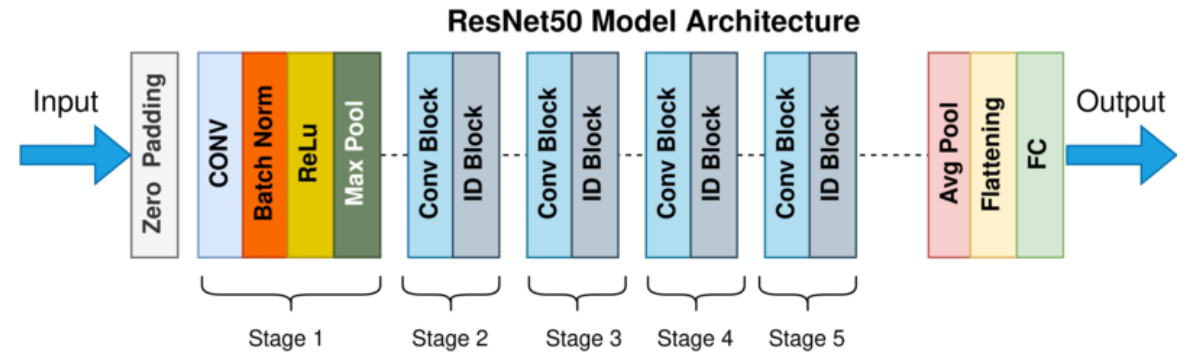 ResNet50 Model Architecture
Input
Zero Padding
CONV
Batch Norm
ReLu
Max Pool
Conv Block
ID Block
Conv Block
ID Block
Conv Block
ID Block
Conv Block
ID Block
Avg Pool
Flattening
FC
Output
Stage 1
Stage 2
Stage 3
Stage 4
Stage 5